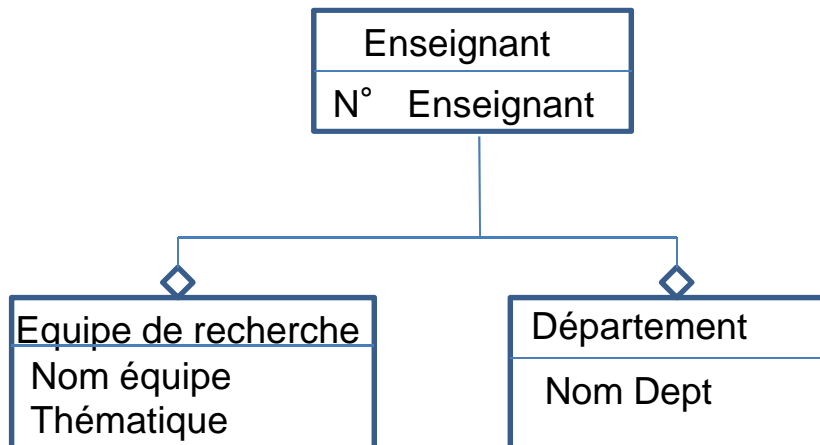 Enseignant
N° Enseignant
Equipe de recherche
Nom équipe
Thématique
Département
Nom Dept